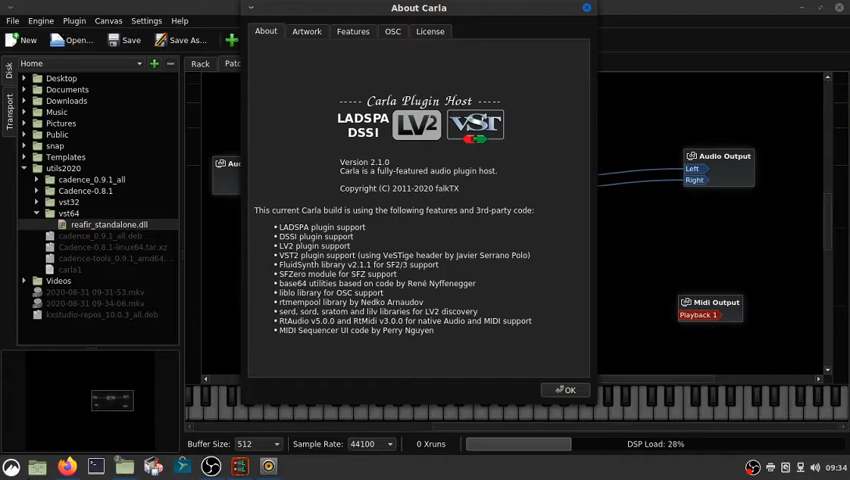 About Carla
File Engine Plugin Canvas Settings Help
New Open... Save Save As...
About Artwork Features OSC License
Disk
Transport
Home
Rack
Desktop
Documents
Downloads
Music
Pictures
Public
snap
Templates
utils2020
cadence_0.9.1_all
Cadence-0.8.1
vst32
vst64
reafir_standalone.dll
cadence_0.9.1_all.deb
Cadence-0.8.1-linux64.tar.xz
cadence-tools_0.9.1_amd64....
carla1
Videos
2020-08-31 09-31-53.mkv
2020-08-31 09-34-06.mkv
kxstudio-repos_10.0.3_all.deb
----- Carla Plugin Host -----
LADSPA
DSSI
LV2
VST
Version 2.1.0
Carla is a fully-featured audio plugin host.
Copyright (C) 2011-2020 falkTX
This current Carla build is using the following features and 3rd-party code:
• LADSPA plugin support
• DSSI plugin support
• LV2 plugin support
• VST2 plugin support (using VeSTige header by Javier Serrano Polo)
• FluidSynth library v2.1.1 for SF2/3 support
• SFZero module for SFZ support
• base64 utilities based on code by René Nyffenegger
• liblo library for OSC support
• rtmempool library by Nedko Arnaudov
• serd, sord, sratom and lilv libraries for LV2 discovery
• RtAudio v5.0.0 and RtMidi v3.0.0 for native Audio and MIDI support
• MIDI Sequencer UI code by Perry Nguyen
OK
Audio Output
Left
Right
Midi Output
Playback 1
Buffer Size: 512 Sample Rate: 44100 0 Xruns DSP Load: 28%
09:34